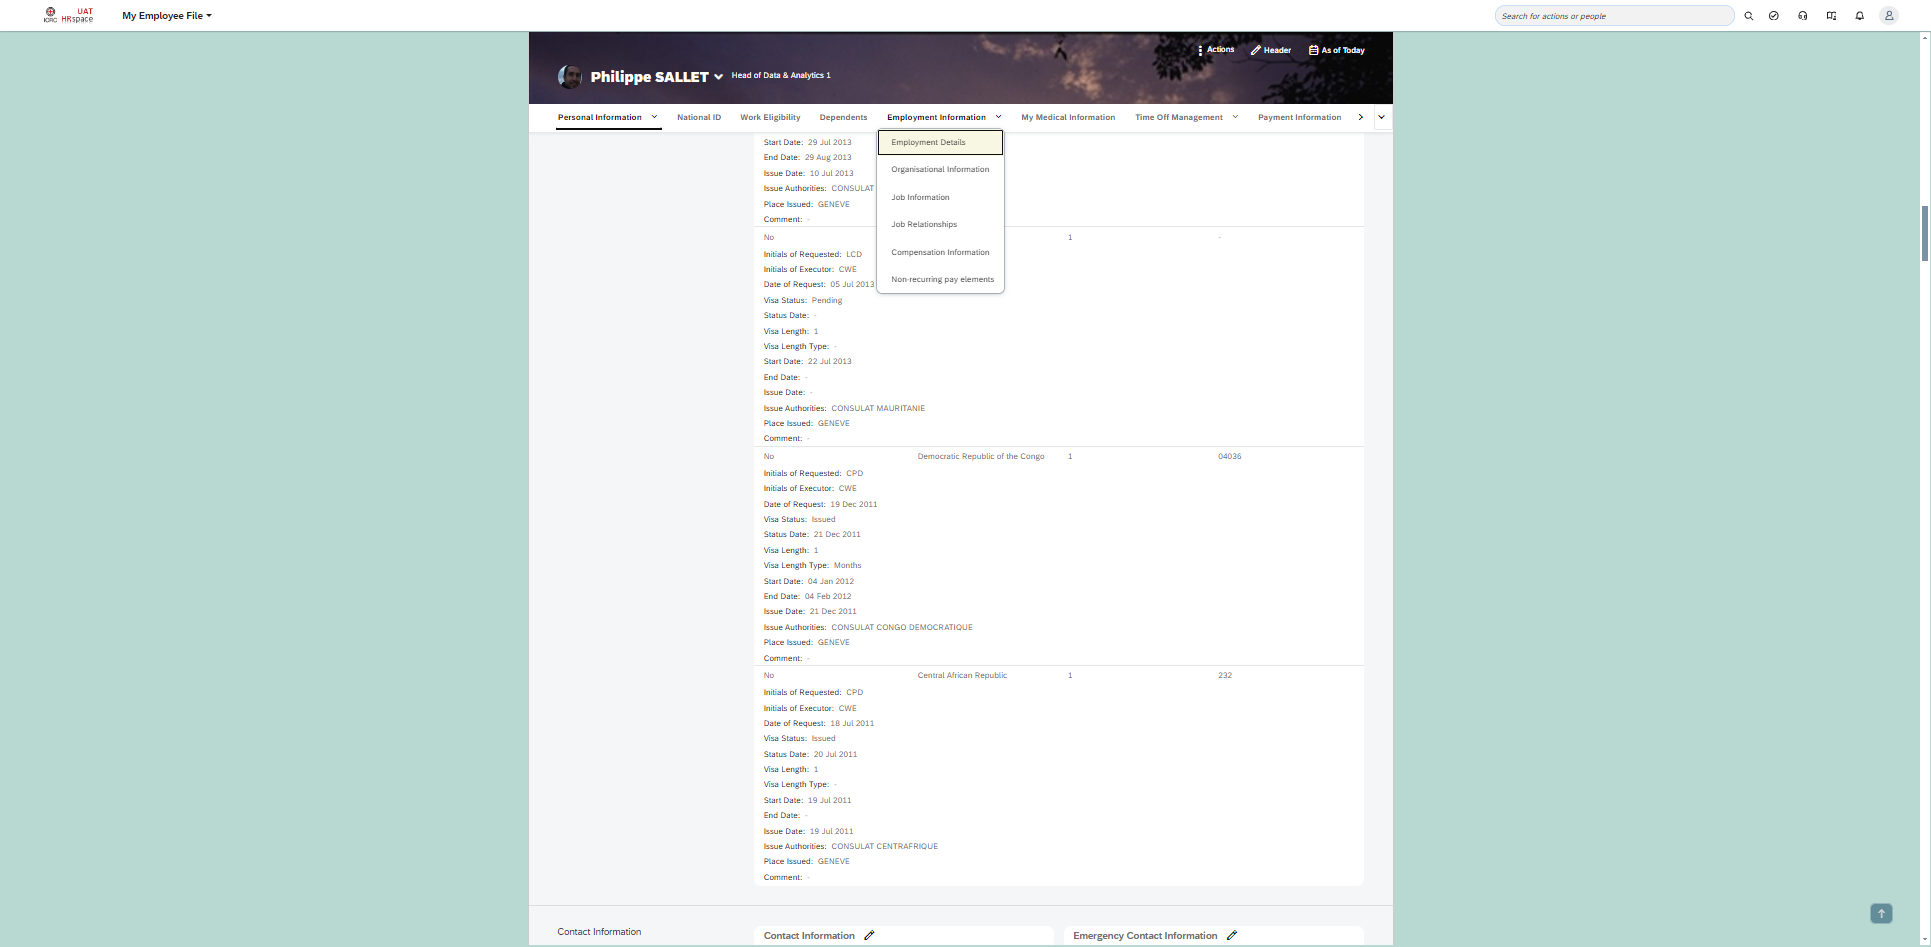 ICRC UAT HRspace My Employee File Search for actions or people
Actions Header As of Today
Philippe SALLET Head of Data & Analytics 1
Personal Information National ID Work Eligibility Dependents Employment Information My Medical Information Time Off Management Payment Information
Employment Details
Organisational Information
Job Information
Job Relationships
Compensation Information
Non-recurring pay elements
Start Date: 29 Jul 2013
End Date: 29 Aug 2013
Issue Date: 10 Jul 2013
Issue Authorities: CONSULAT
Place Issued: GENEVE
Comment: -
No 1 -
Initials of Requested: LCD
Initials of Executor: CWE
Date of Request: 05 Jul 2013
Visa Status: Pending
Status Date: -
Visa Length: 1
Visa Length Type: -
Start Date: 22 Jul 2013
End Date: -
Issue Date: -
Issue Authorities: CONSULAT MAURITANIE
Place Issued: GENEVE
Comment: -
No Democratic Republic of the Congo 1 04036
Initials of Requested: CPD
Initials of Executor: CWE
Date of Request: 19 Dec 2011
Visa Status: Issued
Status Date: 21 Dec 2011
Visa Length: 1
Visa Length Type: Months
Start Date: 04 Jan 2012
End Date: 04 Feb 2012
Issue Date: 21 Dec 2011
Issue Authorities: CONSULAT CONGO DEMOCRATIQUE
Place Issued: GENEVE
Comment: -
No Central African Republic 1 232
Initials of Requested: CPD
Initials of Executor: CWE
Date of Request: 18 Jul 2011
Visa Status: Issued
Status Date: 20 Jul 2011
Visa Length: 1
Visa Length Type: -
Start Date: 19 Jul 2011
End Date: -
Issue Date: 19 Jul 2011
Issue Authorities: CONSULAT CENTRAFRIQUE
Place Issued: GENEVE
Comment: -
Contact Information Contact Information Emergency Contact Information